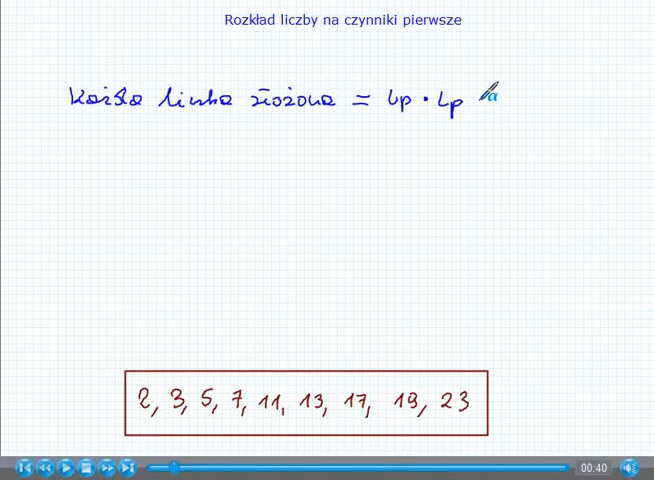 Rozkład liczby na czynniki pierwsze
Każda liczba złożona = Lp · Lp
2, 3, 5, 7, 11, 13, 17, 19, 23
00:40